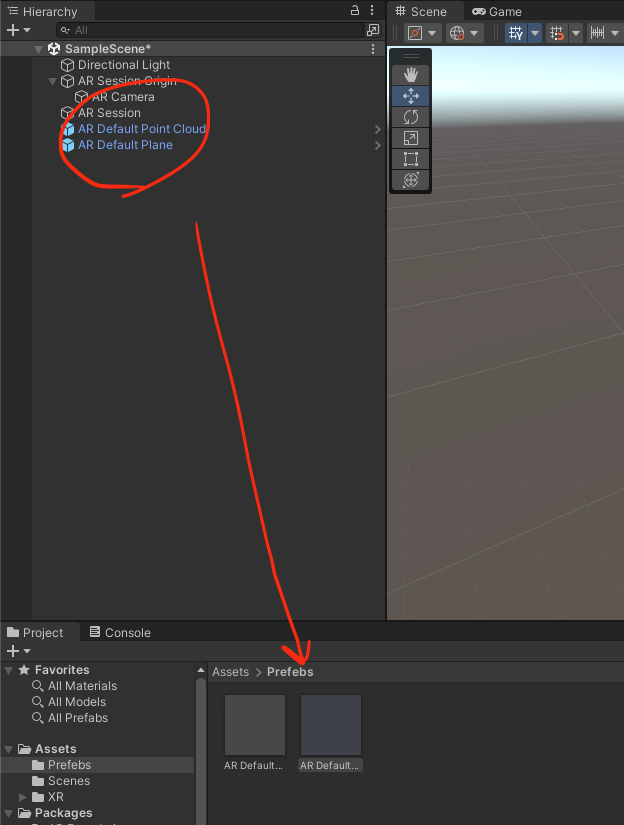 Hierarchy
All
SampleScene*
Directional Light
AR Session Origin
AR Camera
AR Session
AR Default Point Cloud
AR Default Plane
Scene
Game
Project
Console
Favorites
All Materials
All Models
All Prefabs
Assets
Prefebs
Scenes
XR
Packages
Assets > Prefebs
AR Default... AR Default...